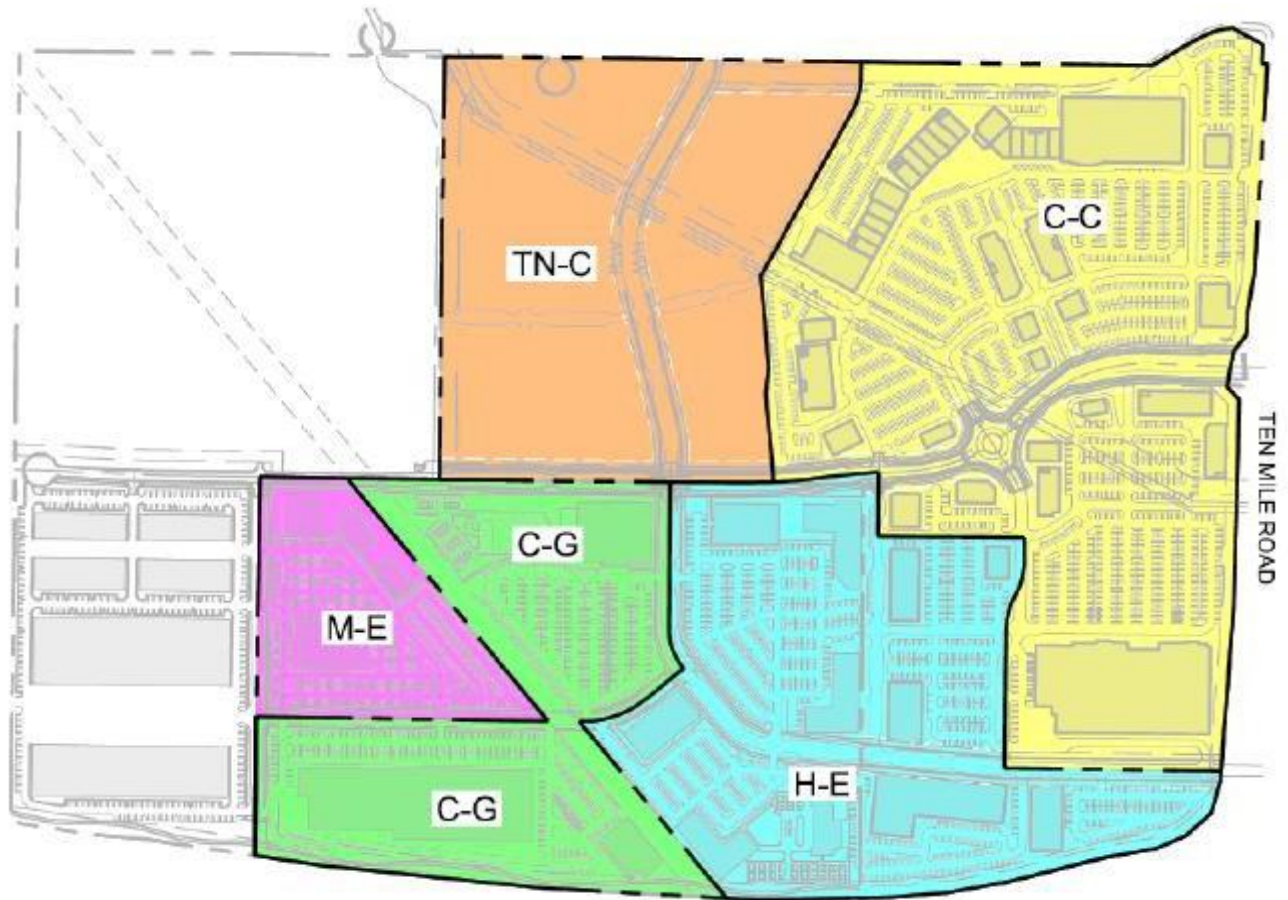 C-C
TN-C
TEN MILE ROAD
C-G
M-E
H-E
C-G